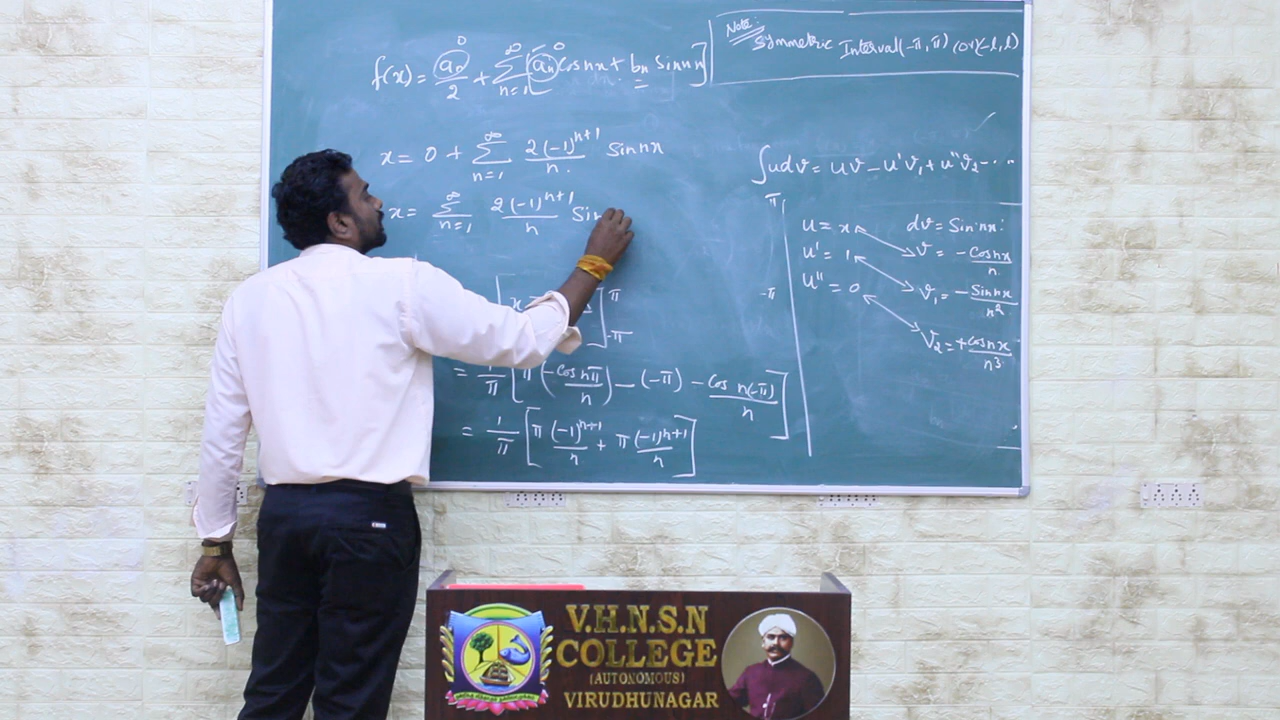 f(x) = a₀/2 + Σ_{n=1}^{∞} [aₙ cos nx + bₙ sin nx]
0 0
Note:
Symmetric Interval (-π, π) (or) (-l, l)
x = 0 + Σ_{n=1}^{∞} 2(-1)^{n+1}/n . Sin nx
x = Σ_{n=1}^{∞} 2(-1)^{n+1}/n Sin
]^{π}_{-π}
= 1/π [π (-Cos nπ/n) - (-π) - Cos n(-π)/n]
= 1/π [π (-1)^{n+1}/n + π (-1)^{n+1}/n]
∫u dv = uv - u'v₁ + u''v₂ - ...
π
-π
u = x dv = Sin nx
u' = 1 v = -Cos nx/n
u'' = 0 v₁ = -Sin nx/n²
v₂ = +Cos nx/n³
V.H.N.S.N
COLLEGE
(AUTONOMOUS)
VIRUDHUNAGAR